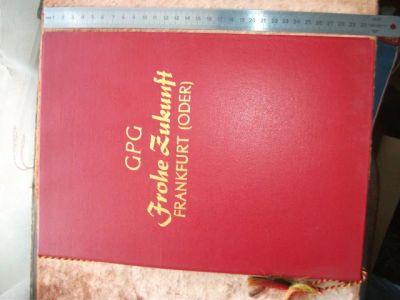 GPG
Frohe Zukunft
FRANKFURT (ODER)